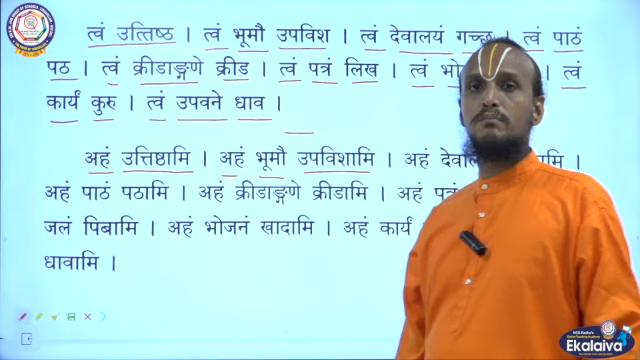 त्वं उत्तिष्ठ । त्वं भूमौ उपविश । त्वं देवालयं गच्छ । त्वं पाठं
पठ । त्वं क्रीडाङ्गणे क्रीड । त्वं पत्रं लिख । त्वं । त्वं
कार्यं कुरु । त्वं उपवने धाव ।
अहं उत्तिष्ठामि । अहं भूमौ उपविशामि । अहं ।
अहं पाठं पठामि । अहं क्रीडाङ्गणे क्रीडामि । अहं
जलं पिबामि । अहं भोजनं खादामि । अहं कार्यं
धावामि ।
Ekalaiva